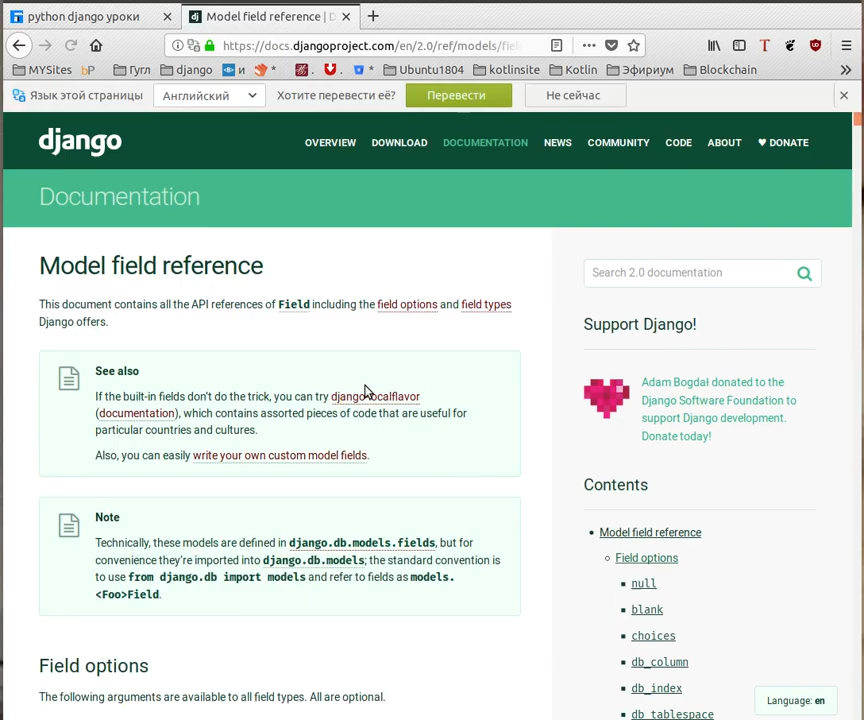 python django уроки
Model field reference | D
https://docs.djangoproject.com/en/2.0/ref/models/fiel
MYSites
bP
Гугл
django
и
Ubuntu1804
kotlinsite
Kotlin
Эфириум
Blockchain
Язык этой страницы
Английский
Хотите перевести её?
Перевести
Не сейчас
django
OVERVIEW DOWNLOAD DOCUMENTATION NEWS COMMUNITY CODE ABOUT ♥ DONATE
Documentation
Model field reference
This document contains all the API references of Field including the field options and field types
Django offers.
See also
If the built-in fields don’t do the trick, you can try django-localflavor
(documentation), which contains assorted pieces of code that are useful for
particular countries and cultures.
Also, you can easily write your own custom model fields.
Note
Technically, these models are defined in django.db.models.fields, but for
convenience they’re imported into django.db.models; the standard convention is
to use from django.db import models and refer to fields as models.
<Foo>Field.
Field options
The following arguments are available to all field types. All are optional.
Search 2.0 documentation
Support Django!
Adam Bogdał donated to the
Django Software Foundation to
support Django development.
Donate today!
Contents
Model field reference
Field options
null
blank
choices
db_column
db_index
db_tablespace
Language: en